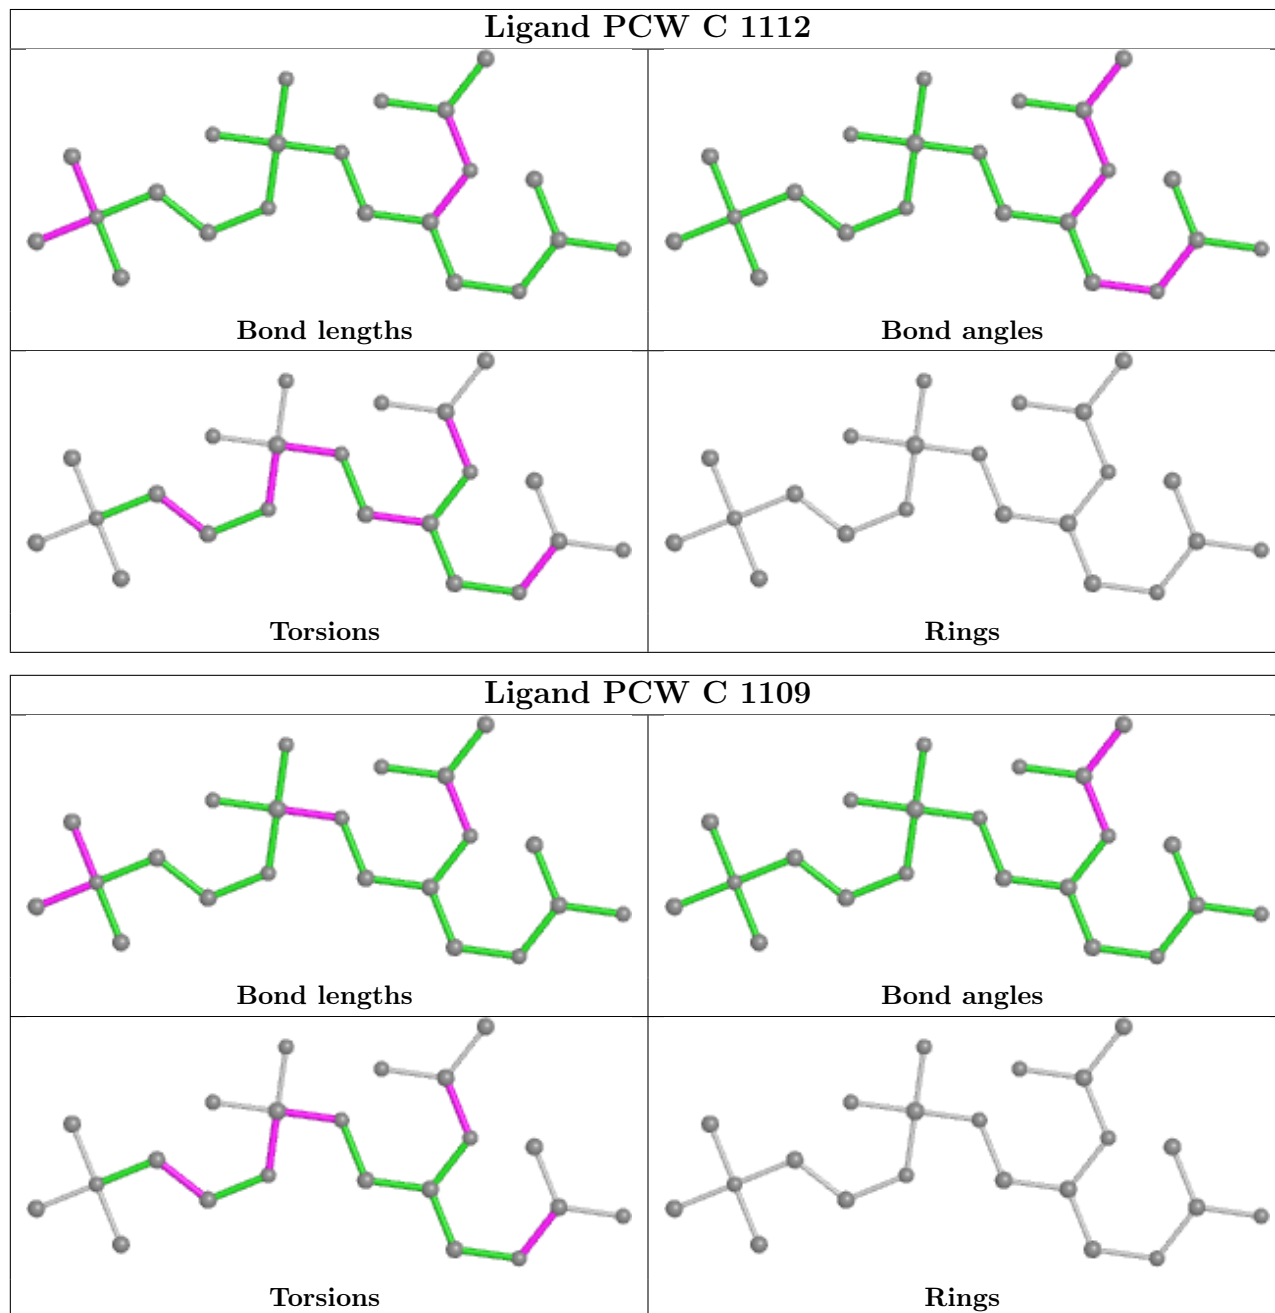 Ligand PCW C 1112
Bond lengths
Bond angles
Torsions
Rings
Ligand PCW C 1109
Bond lengths
Bond angles
Torsions
Rings